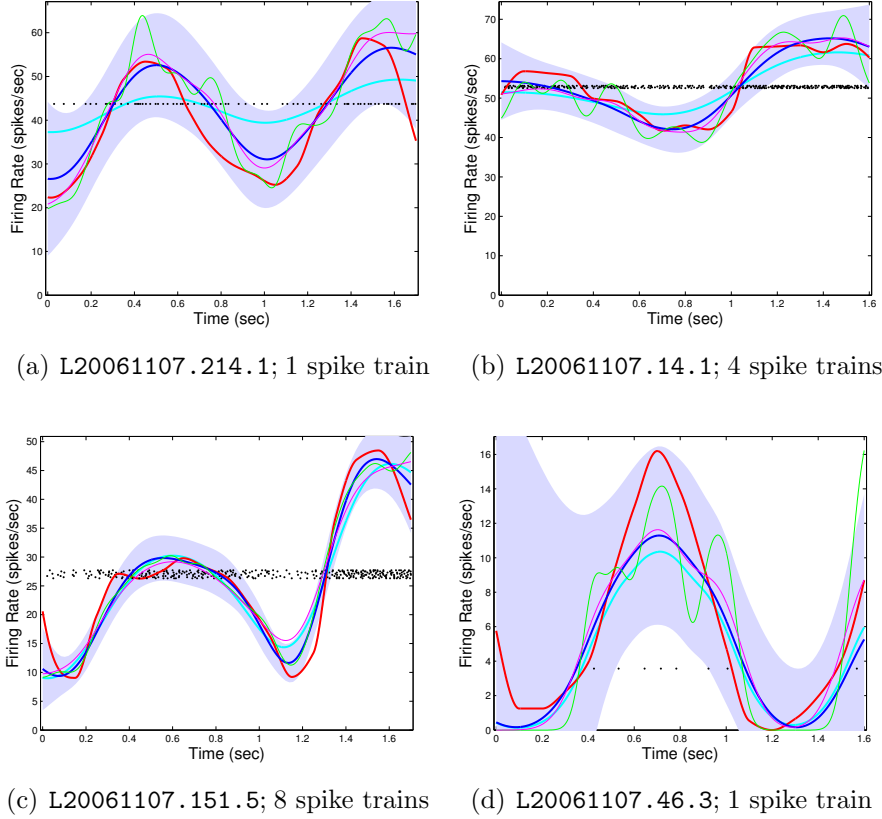 60
50
40
30
20
10
0
Firing Rate (spikes/sec)
0 0.2 0.4 0.6 0.8 1 1.2 1.4 1.6
Time (sec)
(a) L20061107.214.1; 1 spike train
70
60
50
40
30
20
10
0
Firing Rate (spikes/sec)
0 0.2 0.4 0.6 0.8 1 1.2 1.4 1.6
Time (sec)
(b) L20061107.14.1; 4 spike trains
50
45
40
35
30
25
20
15
10
5
0
Firing Rate (spikes/sec)
0 0.2 0.4 0.6 0.8 1 1.2 1.4 1.6
Time (sec)
(c) L20061107.151.5; 8 spike trains
16
14
12
10
8
6
4
2
0
Firing Rate (spikes/sec)
0 0.2 0.4 0.6 0.8 1 1.2 1.4 1.6
Time (sec)
(d) L20061107.46.3; 1 spike train